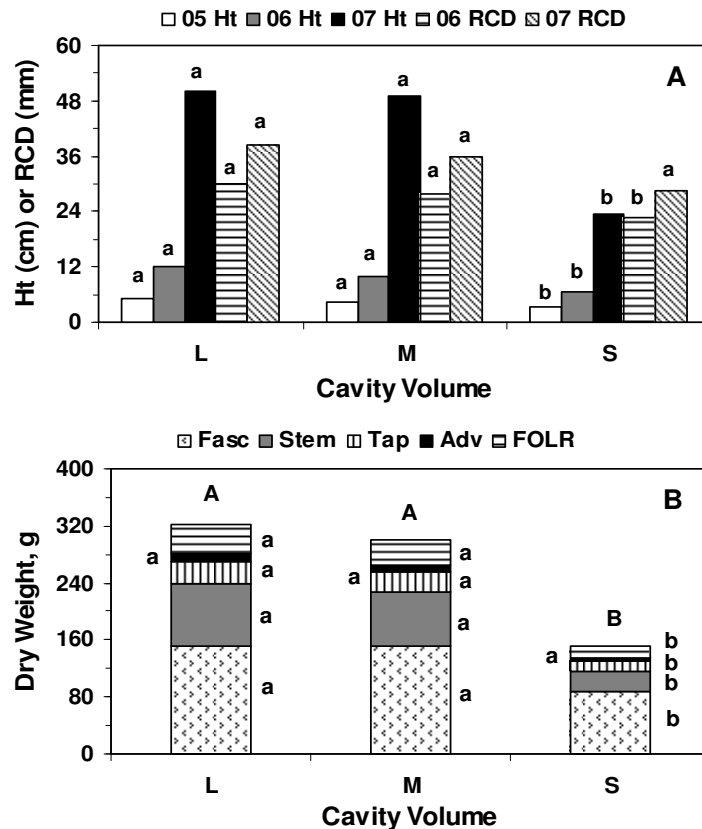 05 Ht 06 Ht 07 Ht 06 RCD 07 RCD
A
Ht (cm) or RCD (mm)
60
48
36
24
12
0
a a a a a
a a a a a
b b b b a
L M S
Cavity Volume
Fasc Stem Tap Adv FOLR
B
Dry Weight, g
400
320
240
160
80
0
A A B
a a a a a
a a a a a
a b b b b
L M S
Cavity Volume